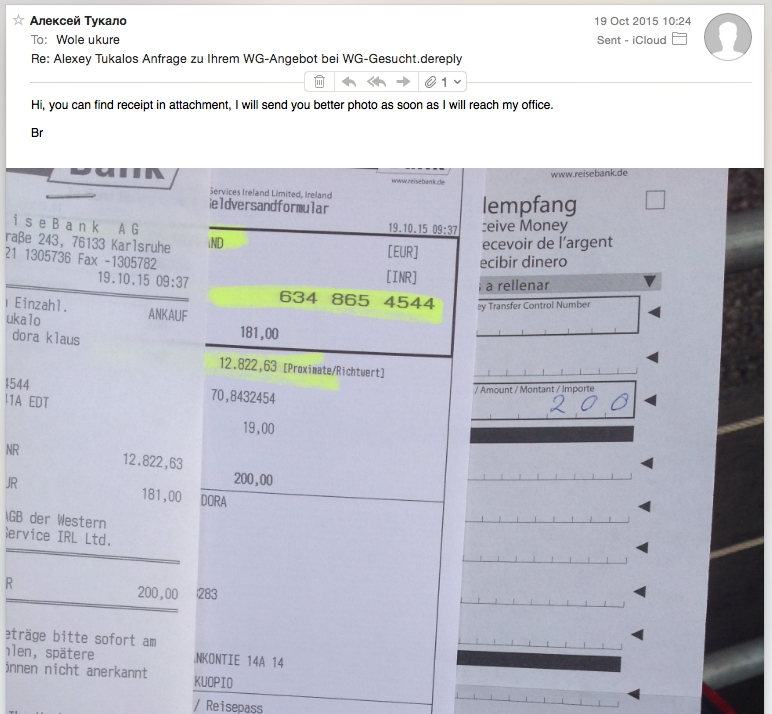 Алексей Тукало
19 Oct 2015 10:24
To: Wole ukure
Sent - iCloud
Re: Alexey Tukalos Anfrage zu Ihrem WG-Angebot bei WG-Gesucht.dereply
1
Hi, you can find receipt in attachment, I will send you better photo as soon as I will reach my office.
Br
Bank
iseBank AG
raße 243, 76133 Karlsruhe
21 1305736 Fax -1305782
19.10.15 09:37
Einzahl.
ANKAUF
ukalo
dora klaus
4544
41A EDT
NR
12.822,63
UR
181,00
AGB der Western
Service IRL Ltd.
R
200,00
eträge bitte sofort am
hlen, spätere
önnen nicht anerkannt
www.reisebank.de
Services Ireland Limited, Ireland
Geldversandformular
19.10.15 09:37
ND
[EUR]
[INR]
634 865 4544
181,00
12.822,63 [Proximate/Richtwert]
70,8432454
19,00
200,00
DORA
3283
ANKONTIE 14A 14
KUOPIO
/ Reisepass
www.reisebank.de
dempfang
ceive Money
ecevoir de l'argent
ecibir dinero
s a rellenar
ey Transfer Control Number
/ Amount / Montant / Importe
200